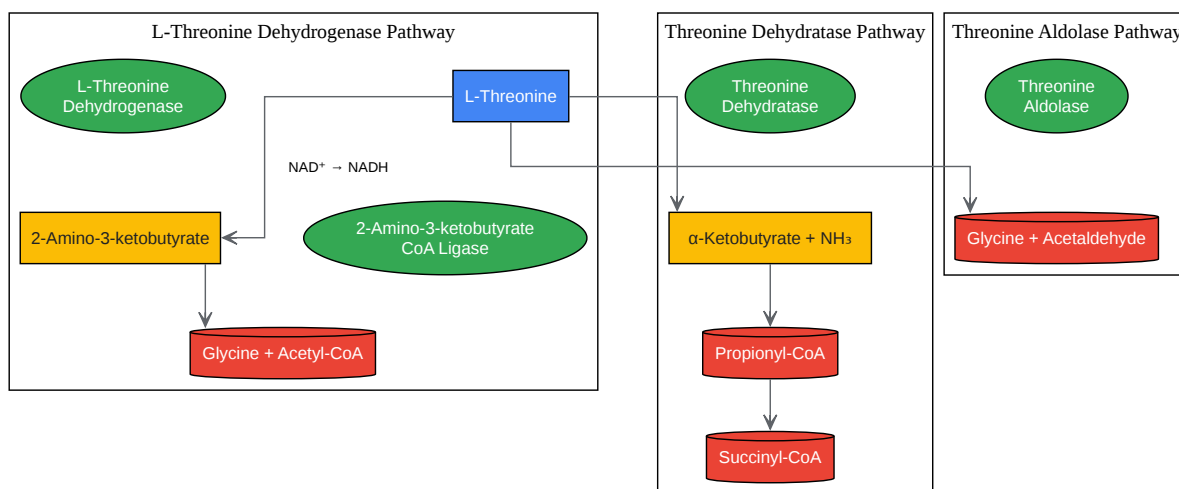 L-Threonine Dehydrogenase Pathway
Threonine Dehydratase Pathway
Threonine Aldolase Pathway
L-Threonine
Dehydrogenase
L-Threonine
Threonine
Dehydratase
Threonine
Aldolase
NAD⁺ → NADH
2-Amino-3-ketobutyrate
2-Amino-3-ketobutyrate
CoA Ligase
α-Ketobutyrate + NH₃
Glycine + Acetaldehyde
Glycine + Acetyl-CoA
Propionyl-CoA
Succinyl-CoA